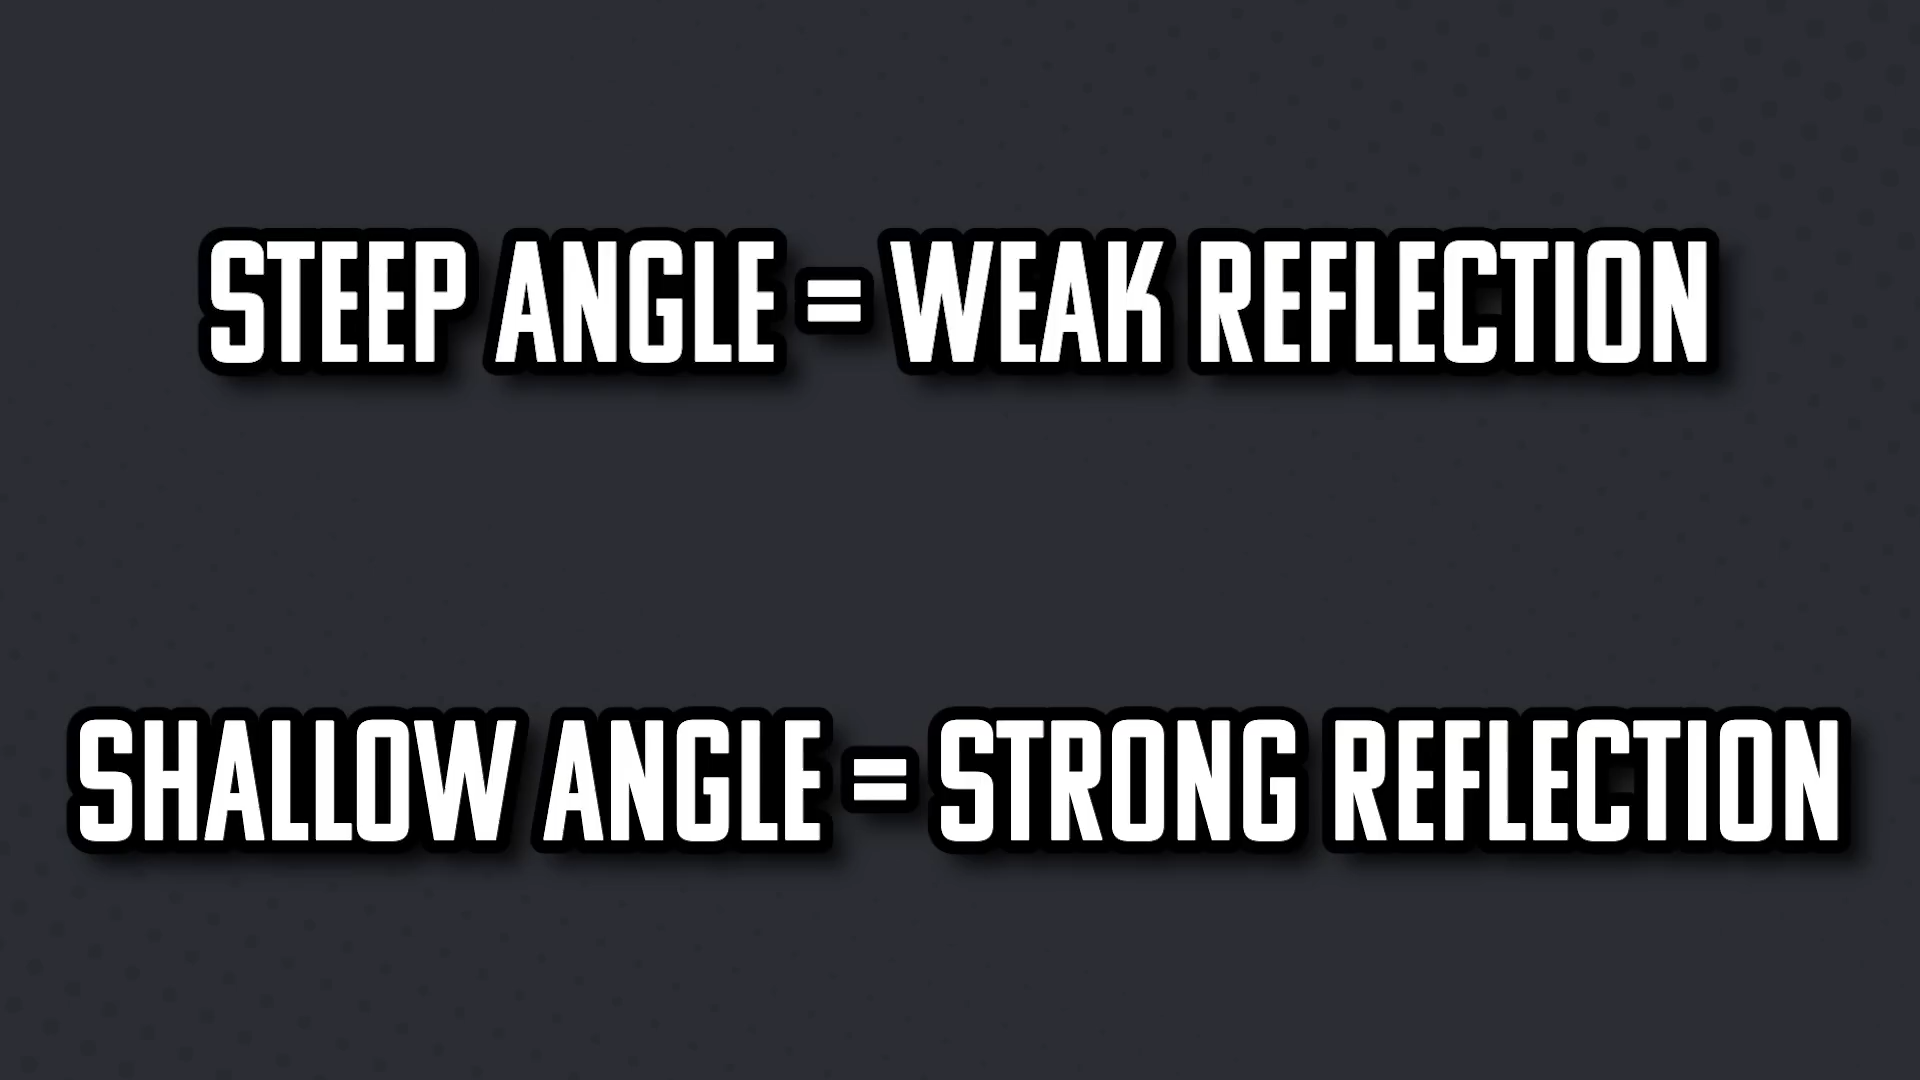 STEEP ANGLE = WEAK REFLECTION
SHALLOW ANGLE = STRONG REFLECTION